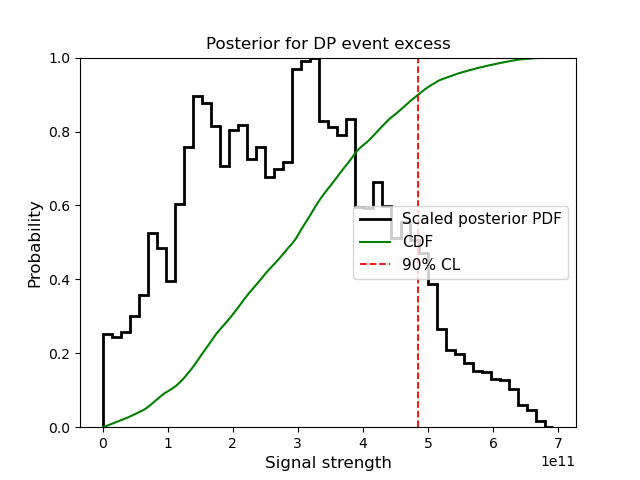 Posterior for DP event excess
1.0
0.8
0.6
0.4
0.2
0.0
Probability
Scaled posterior PDF
CDF
90% CL
0 1 2 3 4 5 6 7
1e11
Signal strength